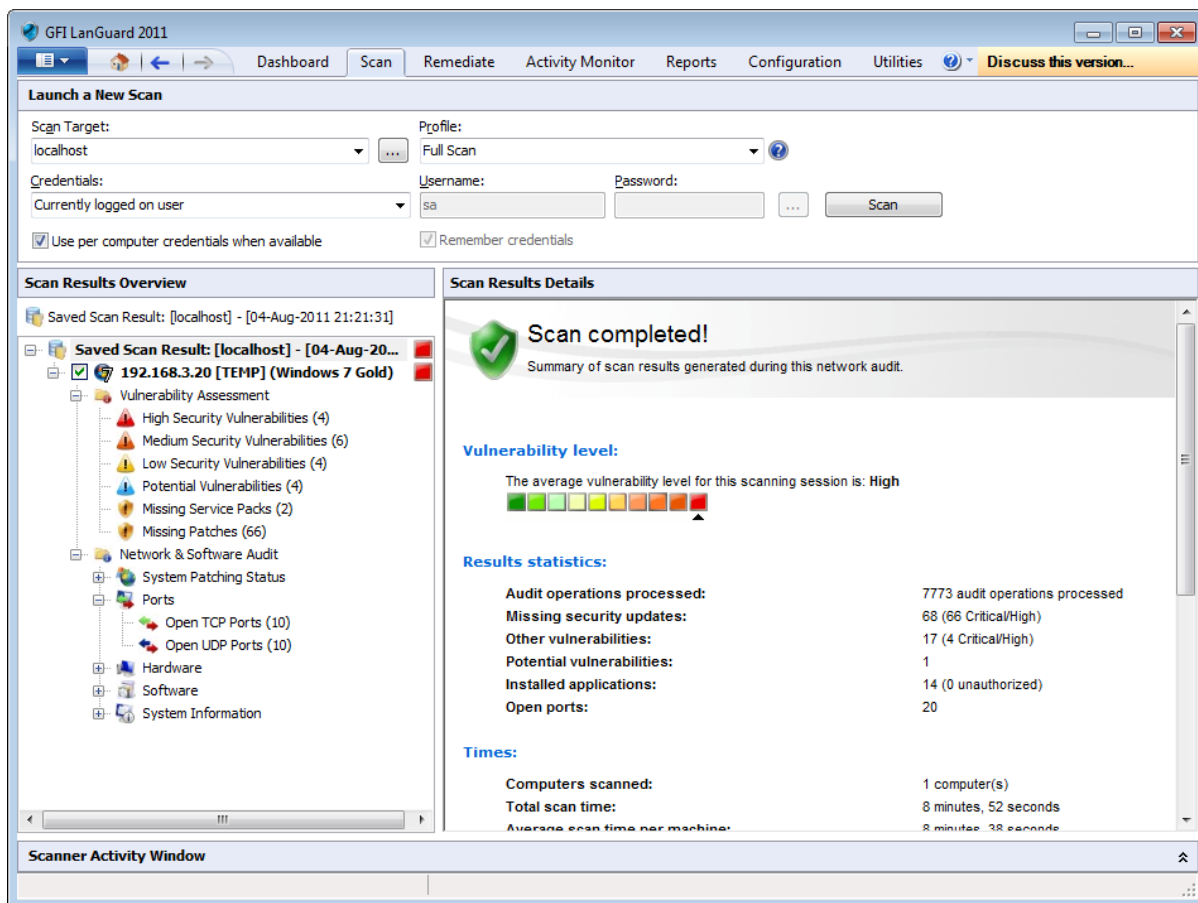 GFI LanGuard 2011
Dashboard Scan Remediate Activity Monitor Reports Configuration Utilities Discuss this version...
Launch a New Scan
Scan Target: Profile:
localhost ... Full Scan
Credentials: Username: Password:
Currently logged on user sa ... Scan
Use per computer credentials when available Remember credentials
Scan Results Overview
Saved Scan Result: [localhost] - [04-Aug-2011 21:21:31]
Saved Scan Result: [localhost] - [04-Aug-20...
192.168.3.20 [TEMP] (Windows 7 Gold)
Vulnerability Assessment
High Security Vulnerabilities (4)
Medium Security Vulnerabilities (6)
Low Security Vulnerabilities (4)
Potential Vulnerabilities (4)
Missing Service Packs (2)
Missing Patches (66)
Network & Software Audit
System Patching Status
Ports
Open TCP Ports (10)
Open UDP Ports (10)
Hardware
Software
System Information
Scan Results Details
Scan completed!
Summary of scan results generated during this network audit.
Vulnerability level:
The average vulnerability level for this scanning session is: High
Results statistics:
Audit operations processed: 7773 audit operations processed
Missing security updates: 68 (66 Critical/High)
Other vulnerabilities: 17 (4 Critical/High)
Potential vulnerabilities: 1
Installed applications: 14 (0 unauthorized)
Open ports: 20
Times:
Computers scanned: 1 computer(s)
Total scan time: 8 minutes, 52 seconds
Average scan time per machine: 8 minutes, 38 seconds
Scanner Activity Window